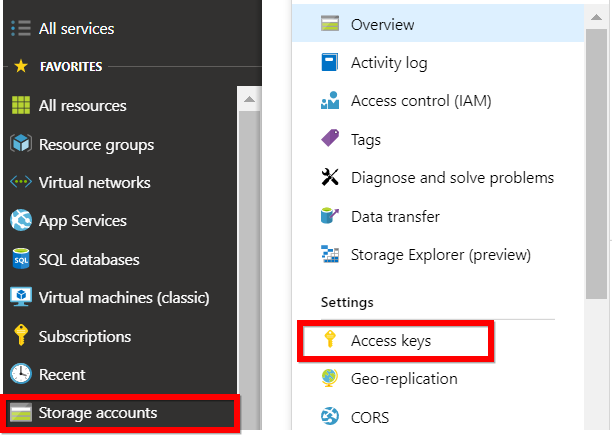 All services
FAVORITES
All resources
Resource groups
Virtual networks
App Services
SQL
SQL databases
Virtual machines (classic)
Subscriptions
Recent
Storage accounts
Overview
Activity log
Access control (IAM)
Tags
Diagnose and solve problems
Data transfer
Storage Explorer (preview)
Settings
Access keys
Geo-replication
CORS